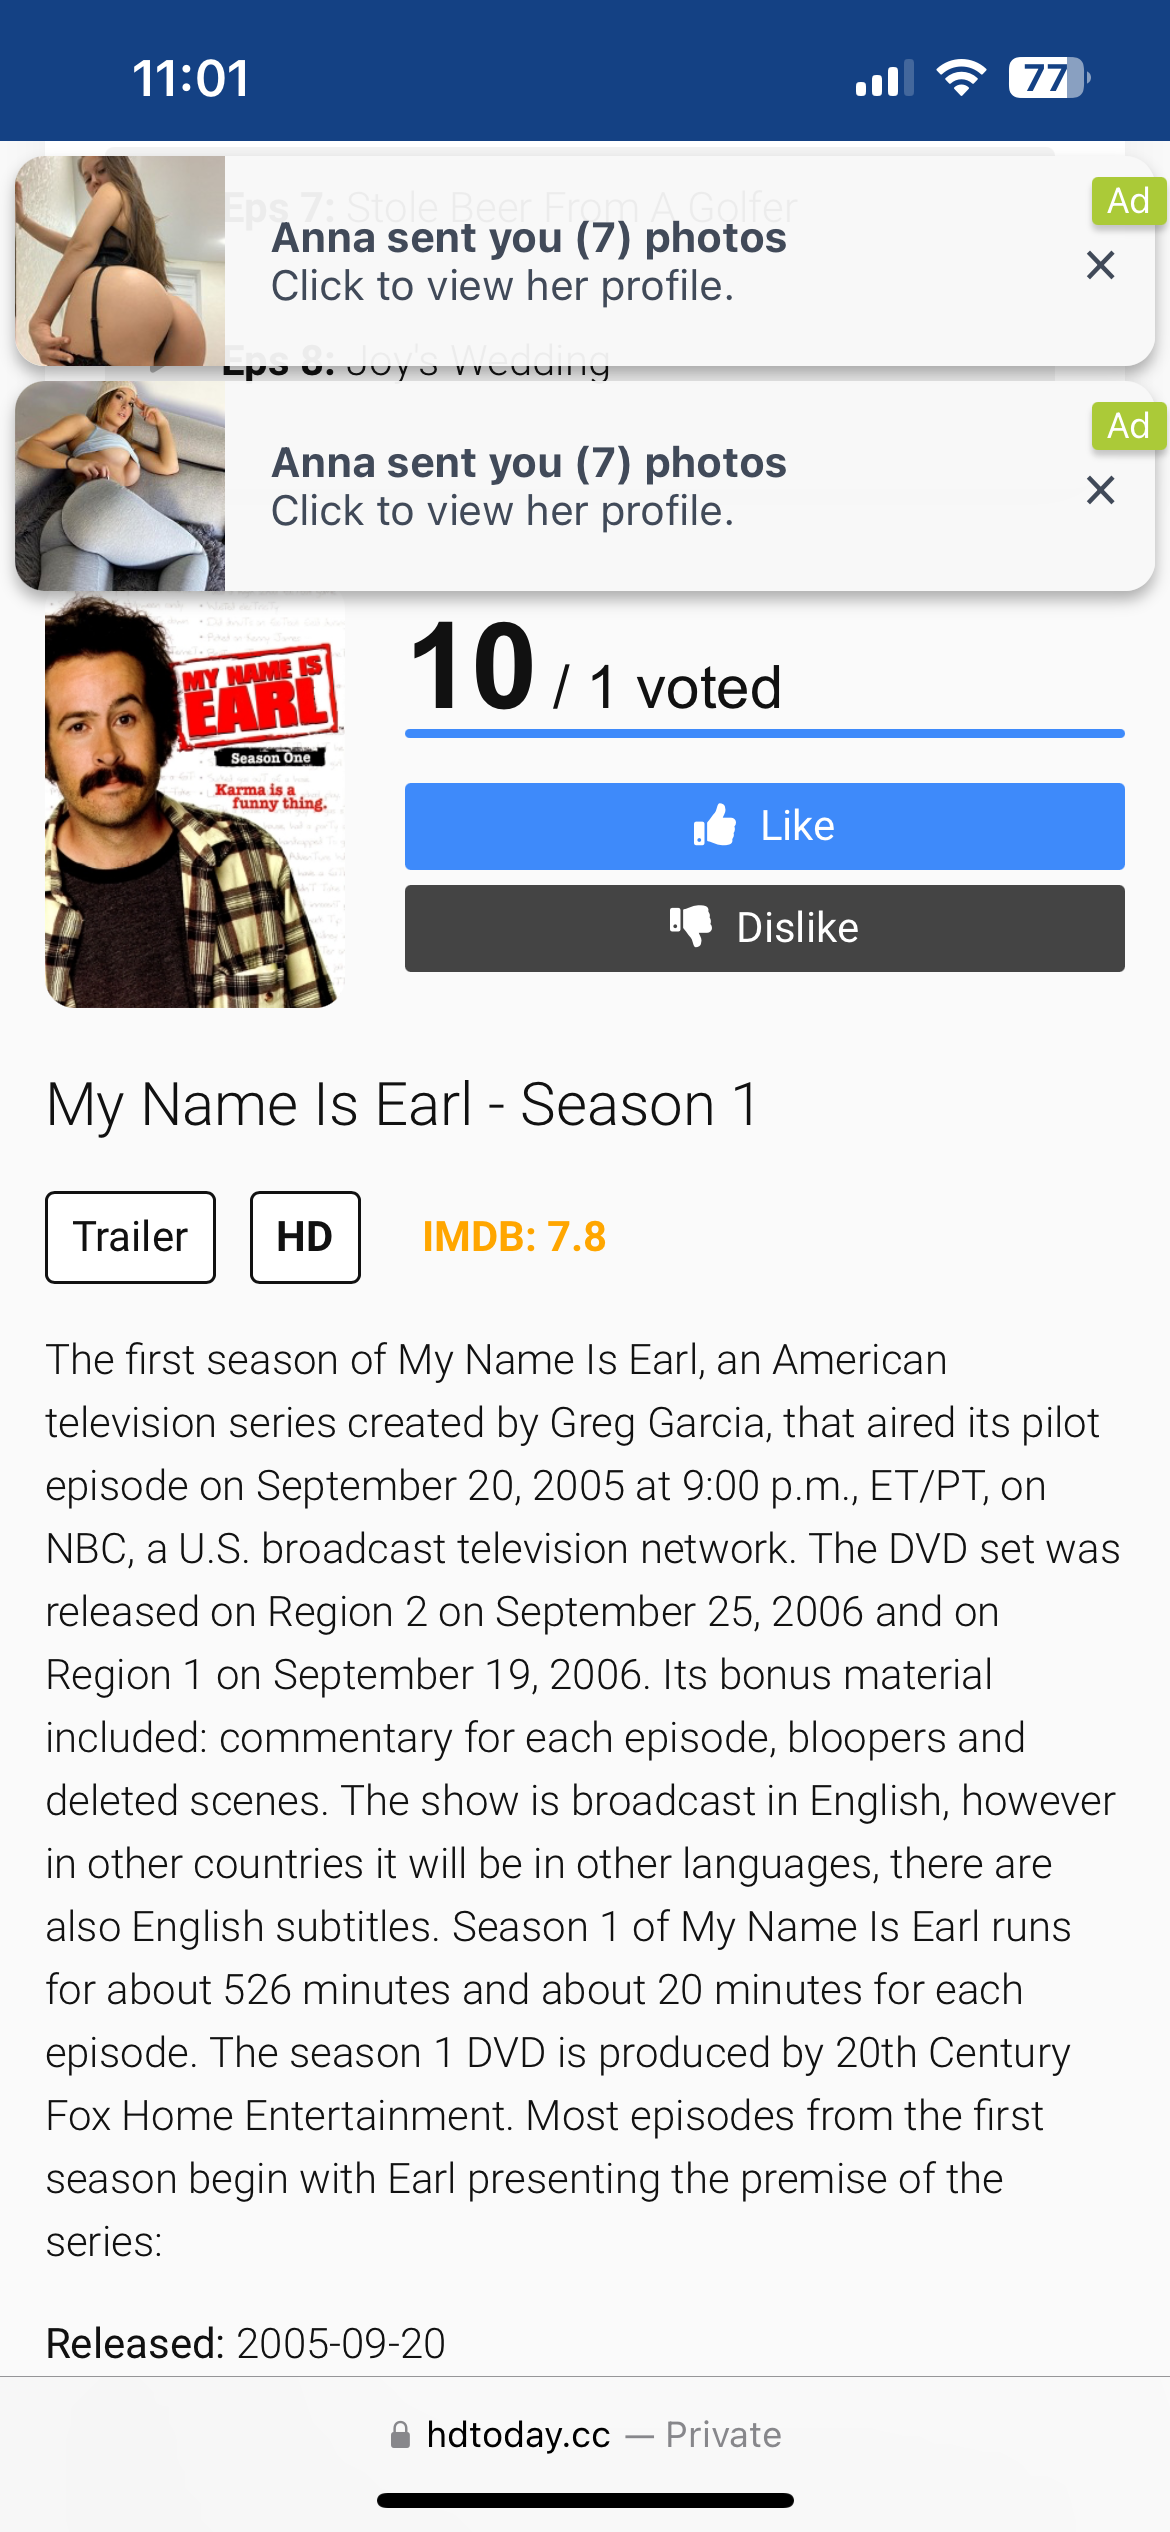 11:01
77
Eps 7: Stole Beer From A Golfer
Ad
Anna sent you (7) photos
Click to view her profile.
Eps 8: Joy's Wedding
Ad
Anna sent you (7) photos
Click to view her profile.
MY NAME IS
EARL
Season One
Karma is a
funny thing.
10 / 1 voted
Like
Dislike
My Name Is Earl - Season 1
Trailer
HD
IMDB: 7.8
The first season of My Name Is Earl, an American
television series created by Greg Garcia, that aired its pilot
episode on September 20, 2005 at 9:00 p.m., ET/PT, on
NBC, a U.S. broadcast television network. The DVD set was
released on Region 2 on September 25, 2006 and on
Region 1 on September 19, 2006. Its bonus material
included: commentary for each episode, bloopers and
deleted scenes. The show is broadcast in English, however
in other countries it will be in other languages, there are
also English subtitles. Season 1 of My Name Is Earl runs
for about 526 minutes and about 20 minutes for each
episode. The season 1 DVD is produced by 20th Century
Fox Home Entertainment. Most episodes from the first
season begin with Earl presenting the premise of the
series:
Released: 2005-09-20
hdtoday.cc — Private